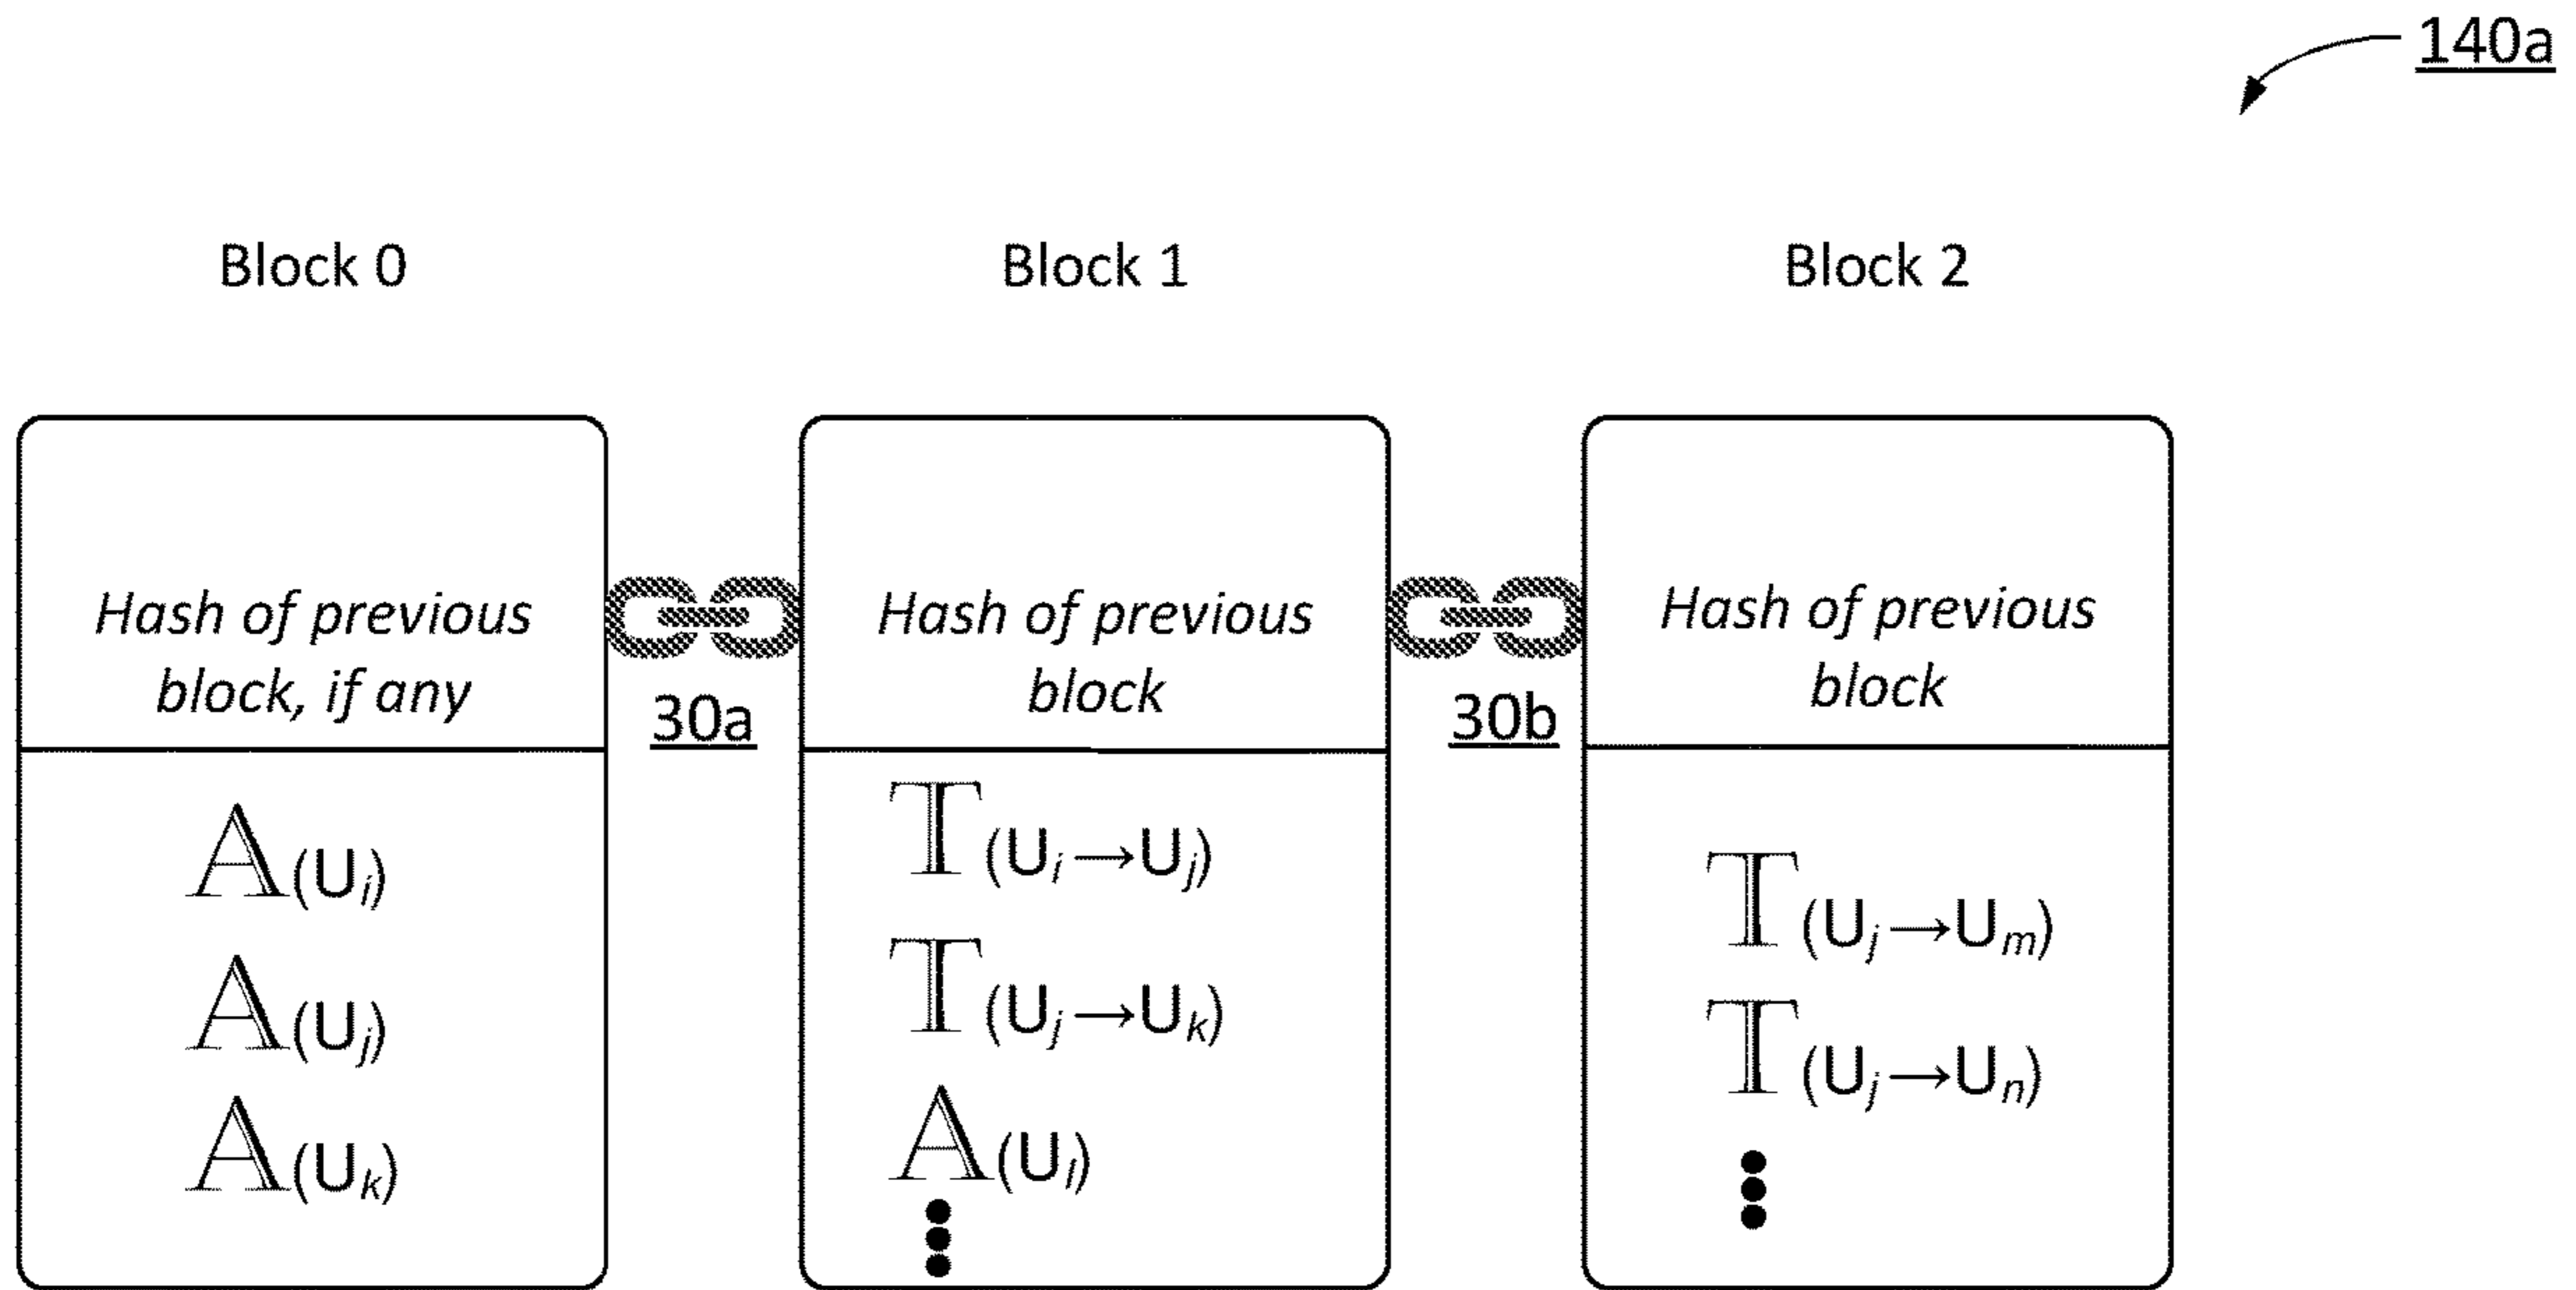 140a
Block 0
Block 1
Block 2
Hash of previous
block, if any
30a
Hash of previous
block
30b
Hash of previous
block
𝔸(Uᵢ)
𝔸(Uⱼ)
𝔸(Uₖ)
𝕋(Uᵢ→Uⱼ)
𝕋(Uⱼ→Uₖ)
𝔸(Uₗ)
𝕋(Uⱼ→Uₘ)
𝕋(Uⱼ→Uₙ)